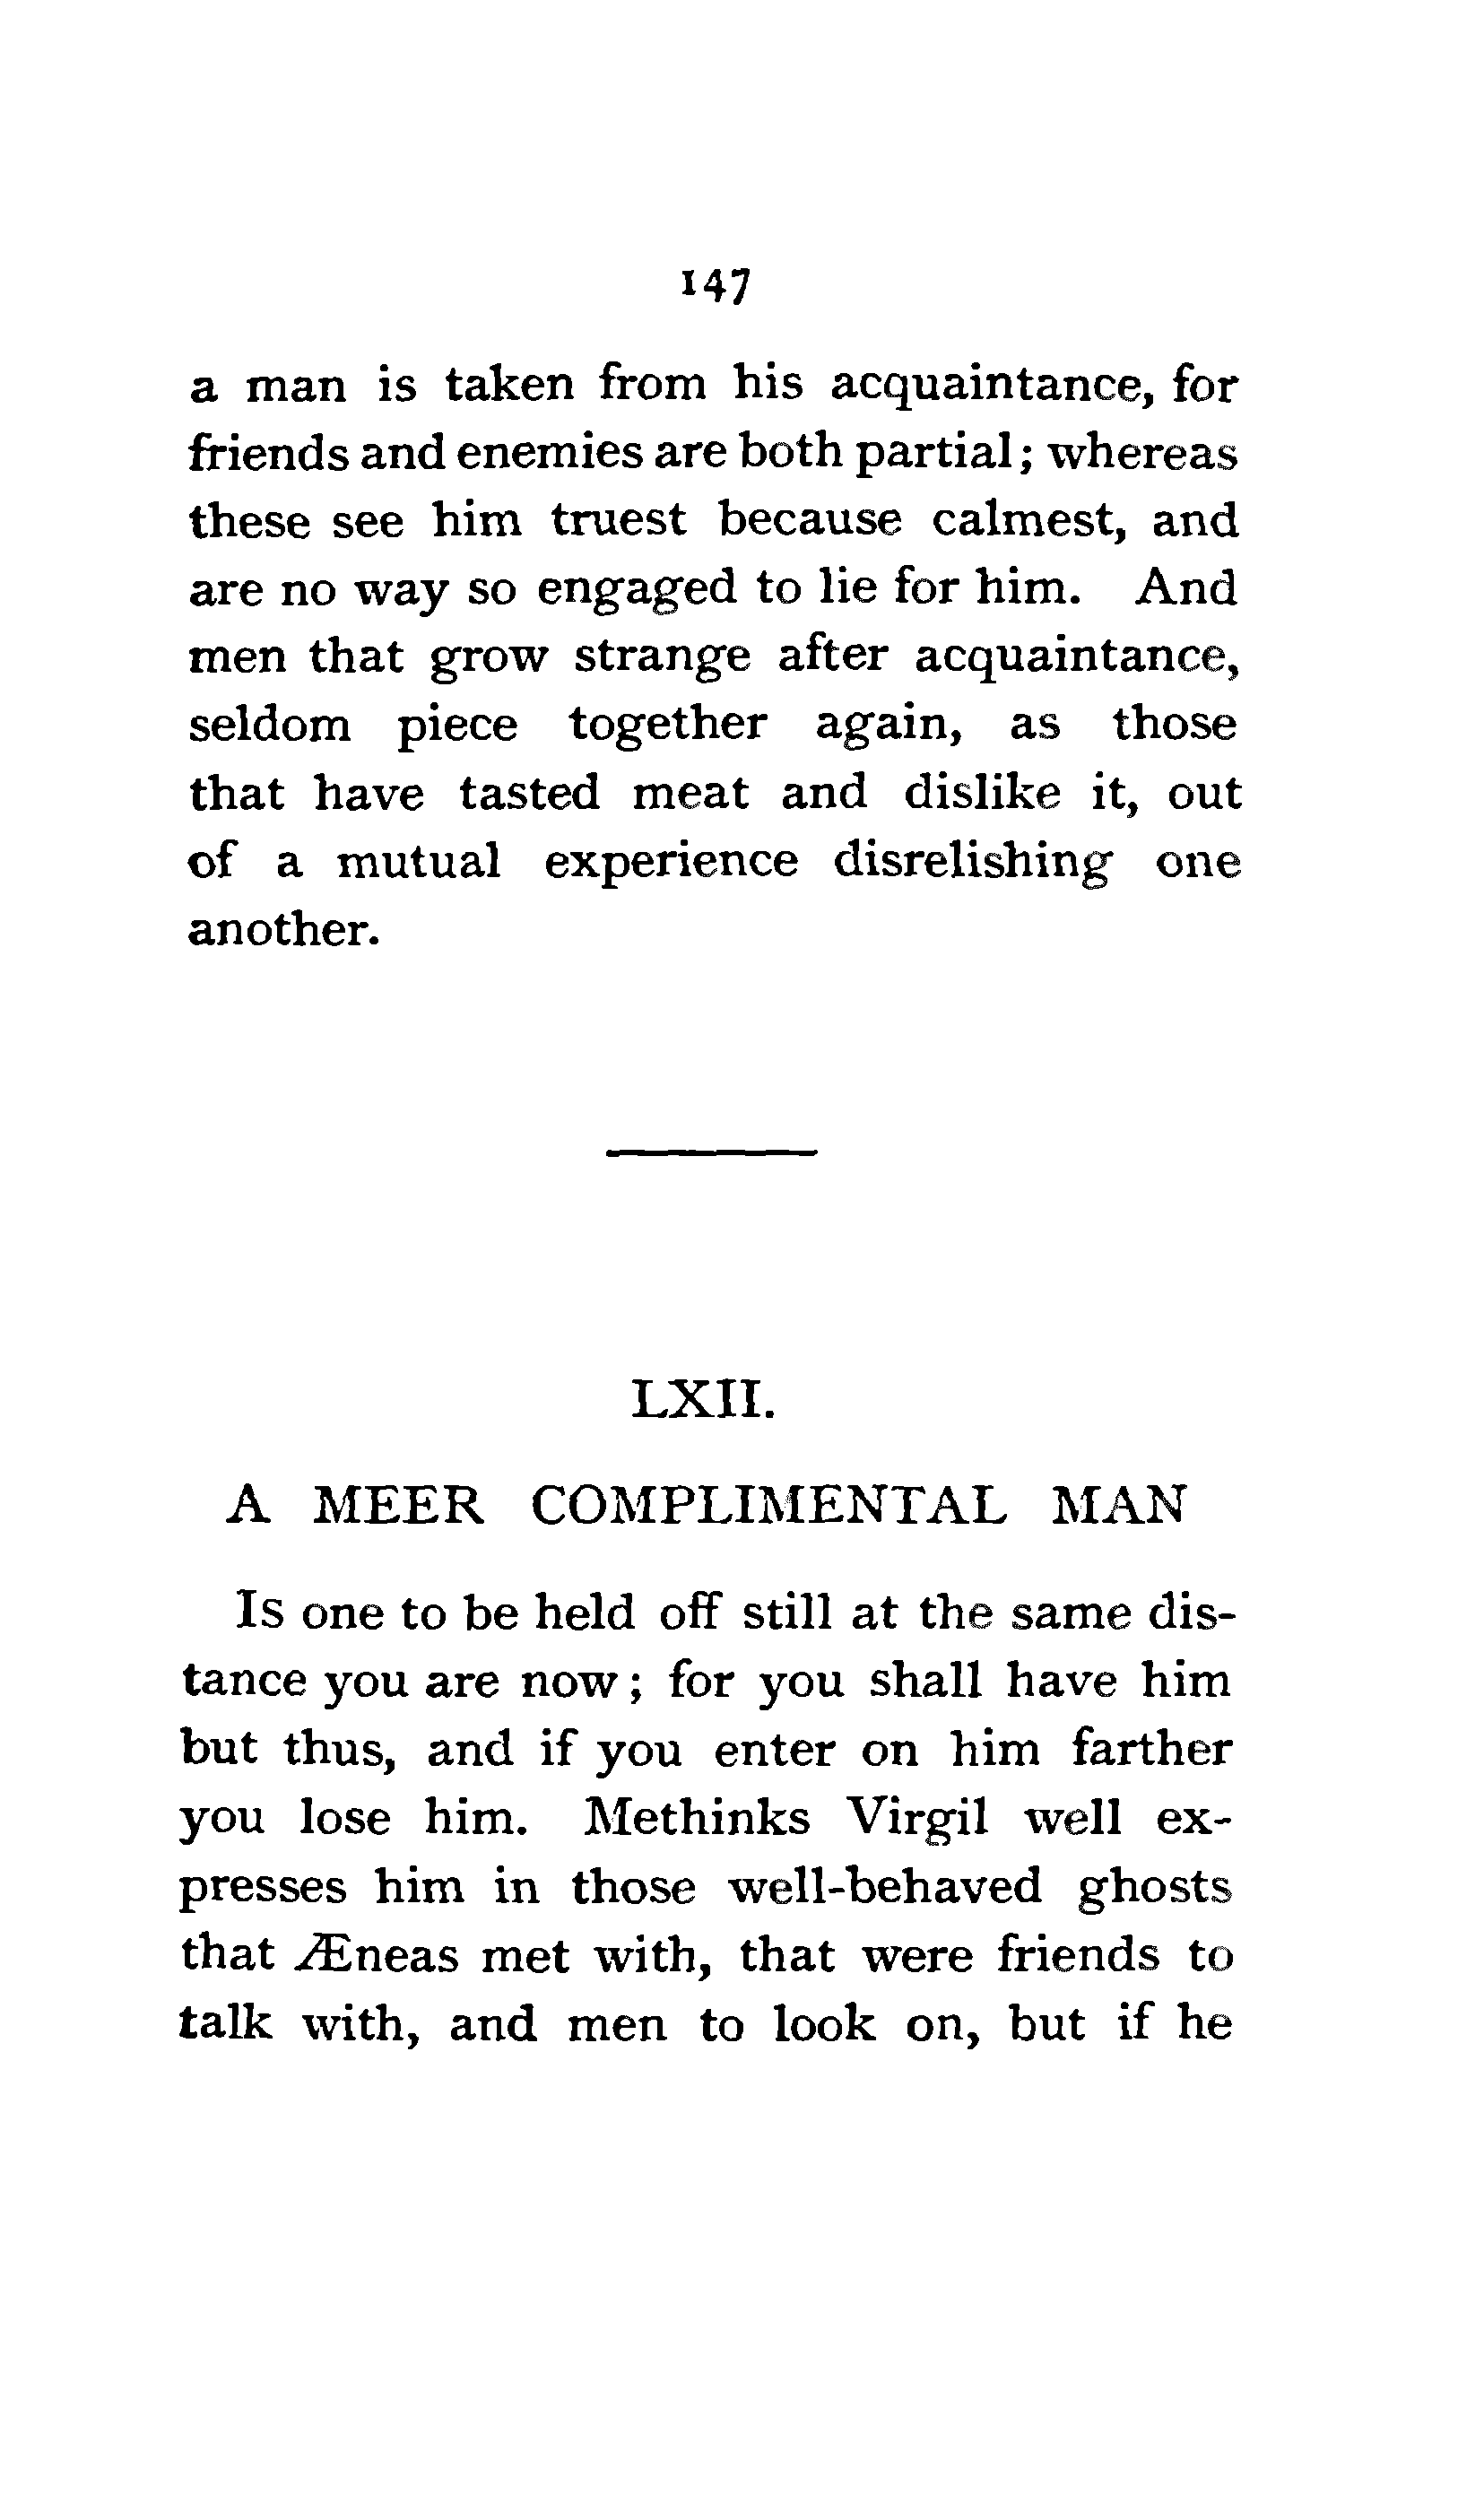 147
a man is taken from his acquaintance, for
friends and enemies are both partial; whereas
these see him truest because calmest, and
are no way so engaged to lie for him. And
men that grow strange after acquaintance,
seldom piece together again, as those
that have tasted meat and dislike it, out
of a mutual experience disrelishing one
another.
LXII.
A MEER COMPLIMENTAL MAN
Is one to be held off still at the same dis-
tance you are now; for you shall have him
but thus, and if you enter on him farther
you lose him. Methinks Virgil well ex-
presses him in those well-behaved ghosts
that Æneas met with, that were friends to
talk with, and men to look on, but if he